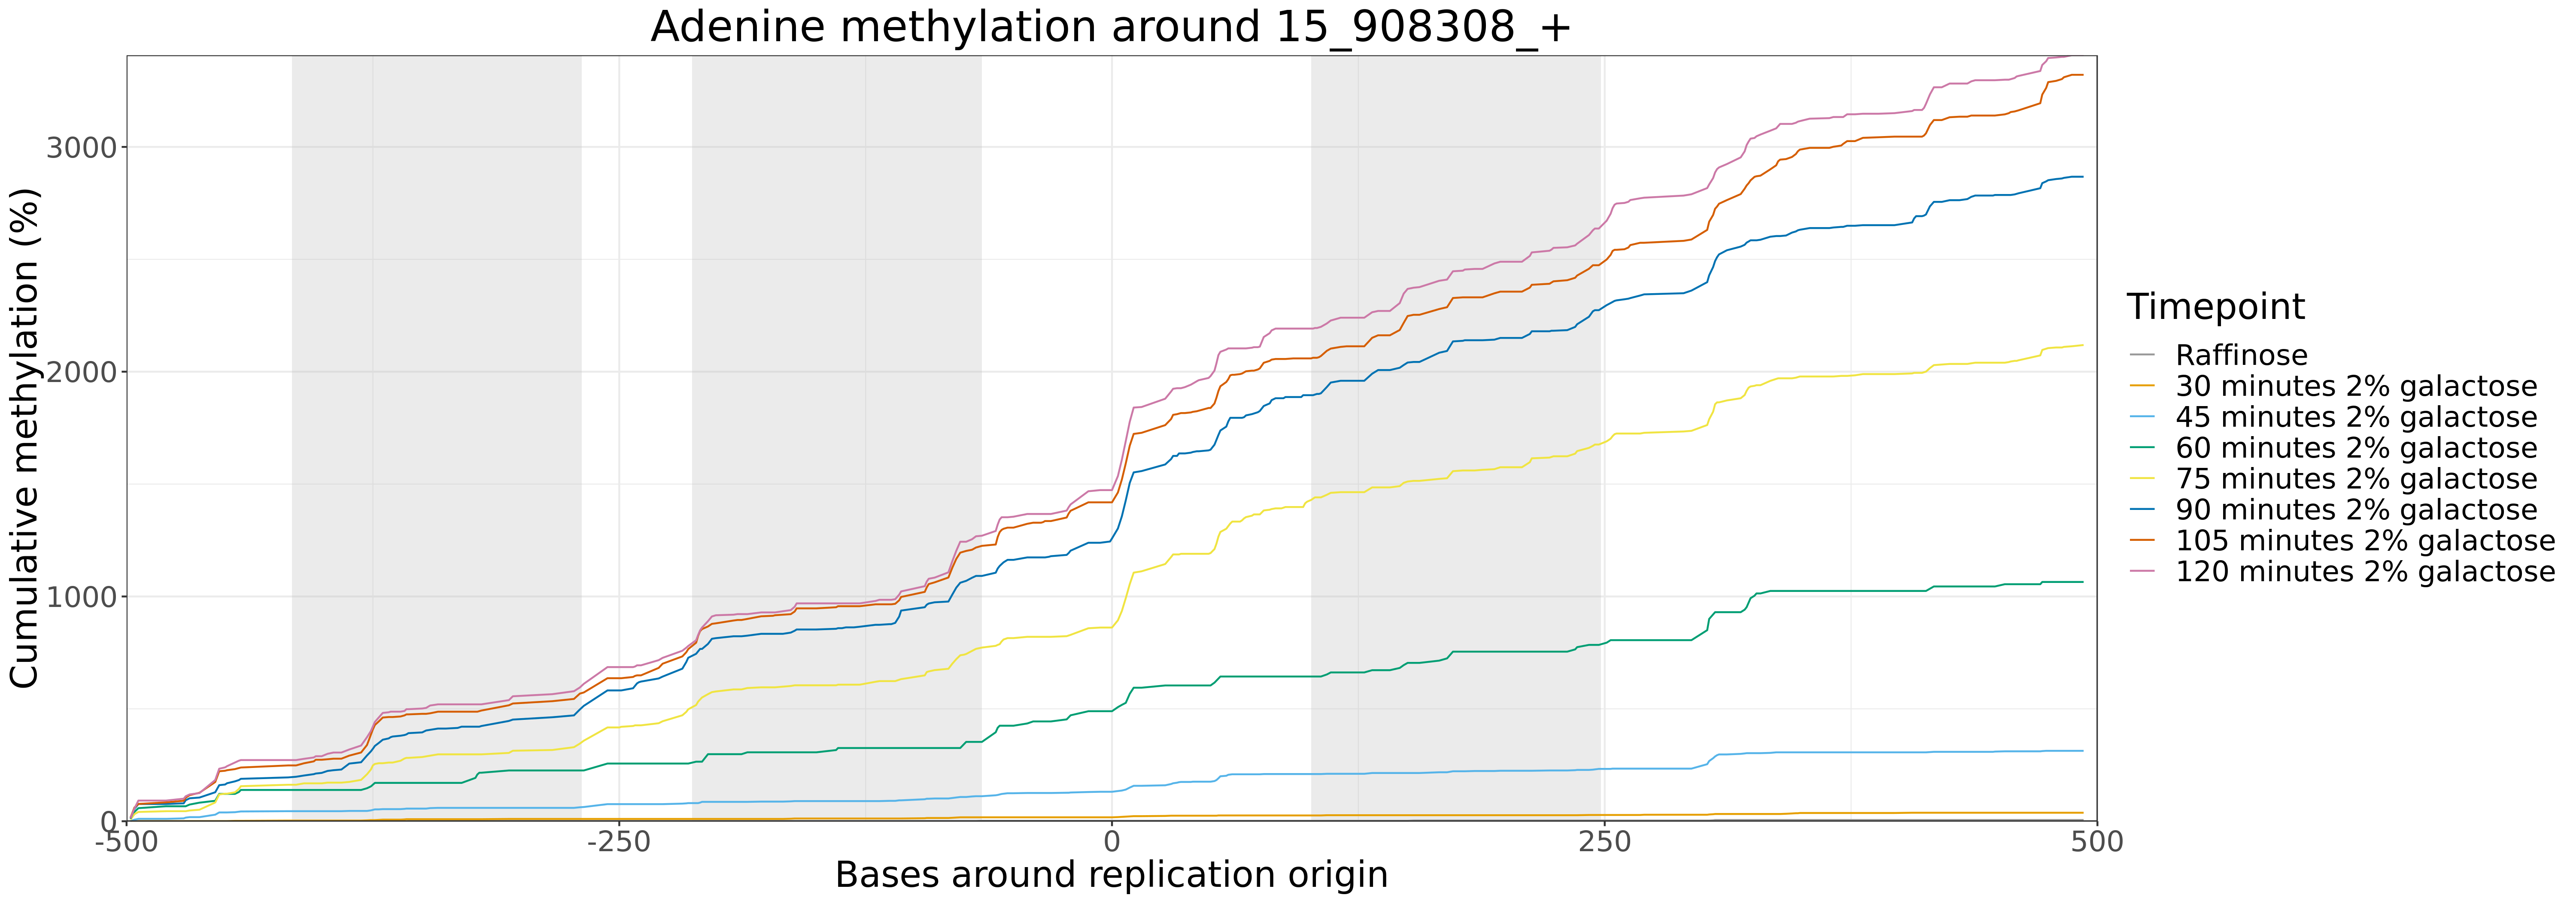 Adenine methylation around 15_908308_+
Cumulative methylation (%)
3000
2000
1000
0
-500
-250
0
250
500
Bases around replication origin
Timepoint
Raffinose
30 minutes 2% galactose
45 minutes 2% galactose
60 minutes 2% galactose
75 minutes 2% galactose
90 minutes 2% galactose
105 minutes 2% galactose
120 minutes 2% galactose